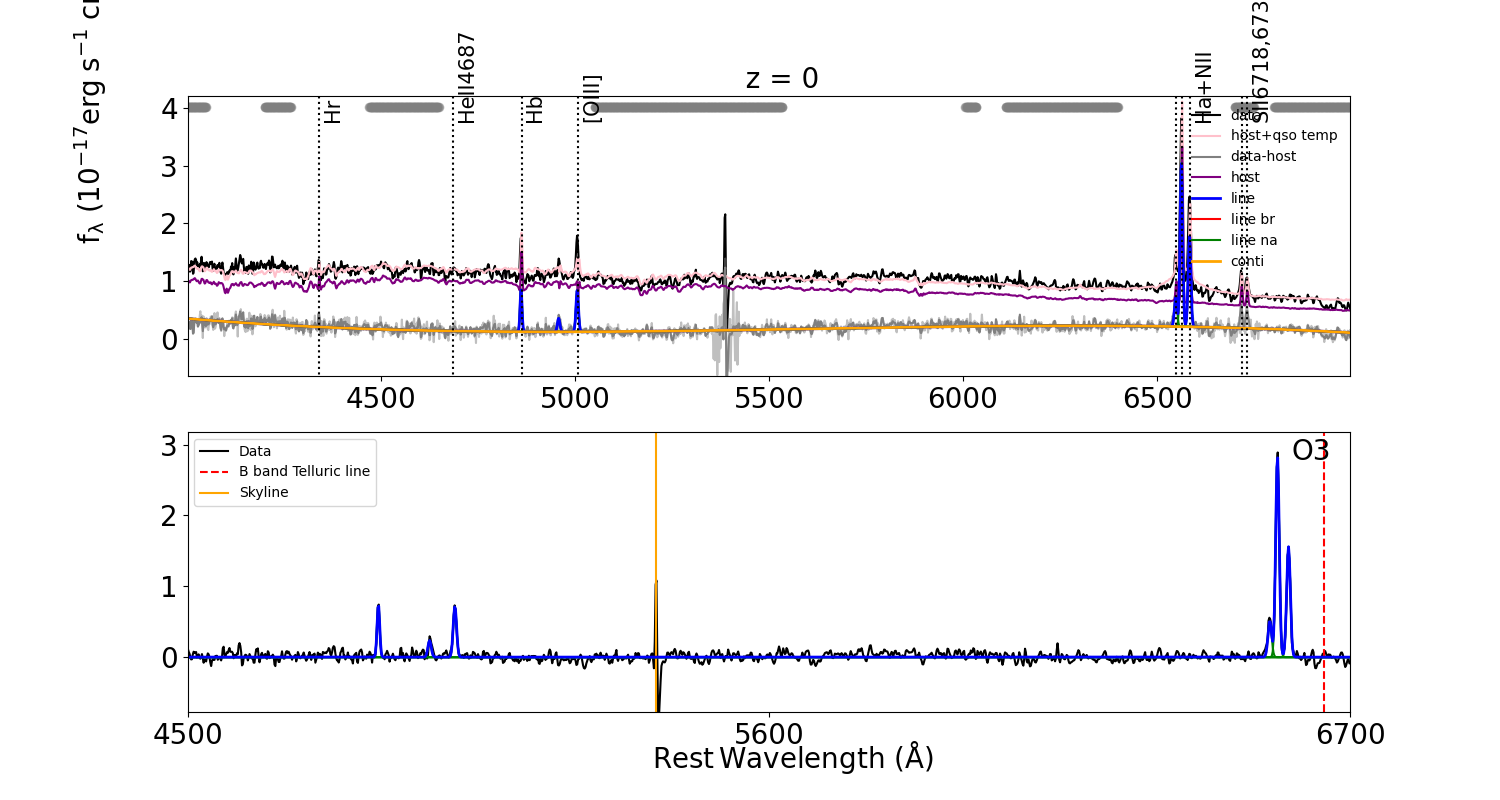 z = 0
f_λ (10^−17 erg s^−1 c
4
3
2
1
0
Hr
HeII4687
Hb
[OIII]
Ha+NII
SII6718,673
data
host+qso temp
data-host
host
line
line br
line na
conti
4500 5000 5500 6000 6500
3
2
1
0
Data
B band Telluric line
Skyline
O3
4500 5600 6700
Rest Wavelength (Å)